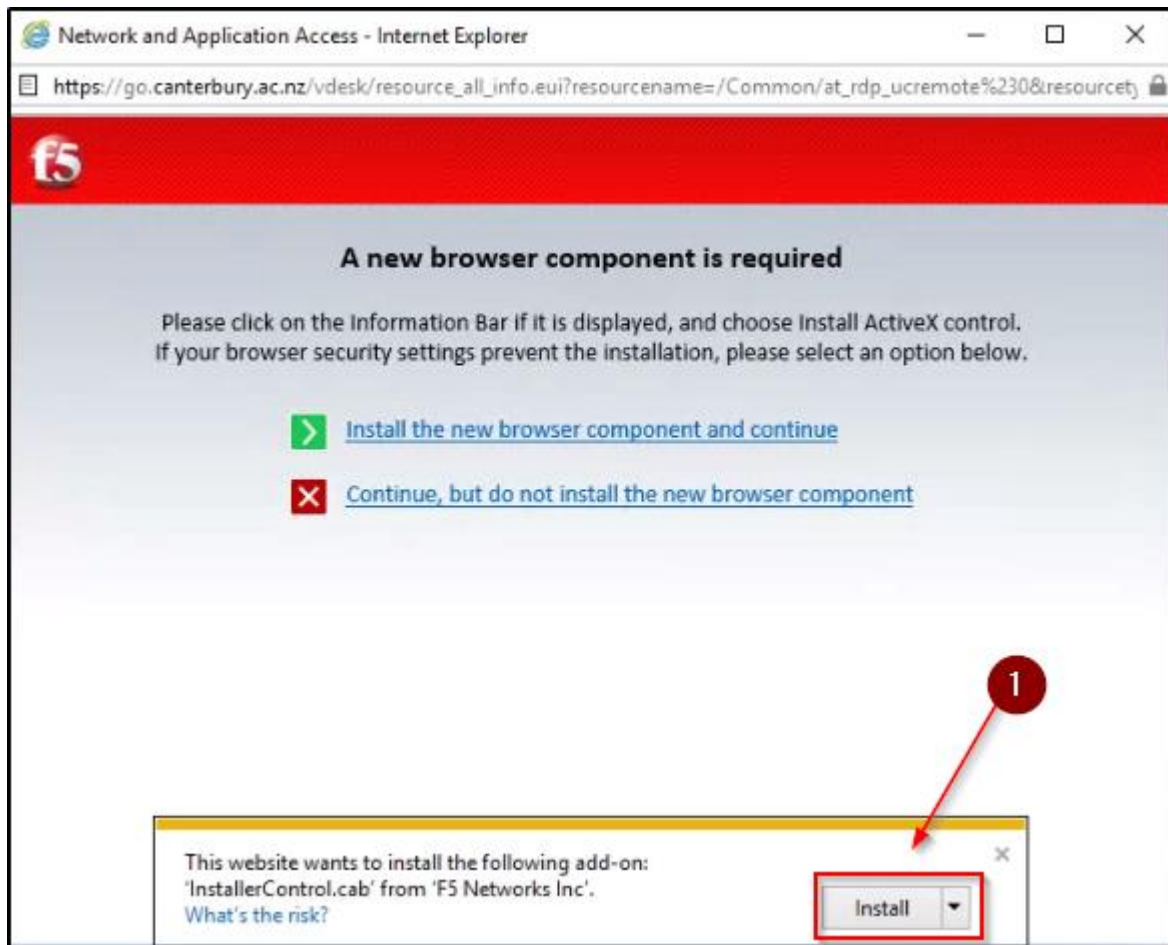 Network and Application Access - Internet Explorer
https://go.canterbury.ac.nz/vdesk/resource_all_info.eui?resourcename=/Common/at_rdp_ucremote%230&resourcety
f5
A new browser component is required
Please click on the Information Bar if it is displayed, and choose Install ActiveX control.
If your browser security settings prevent the installation, please select an option below.
Install the new browser component and continue
Continue, but do not install the new browser component
1
This website wants to install the following add-on:
'InstallerControl.cab' from 'F5 Networks Inc'.
What's the risk?
Install